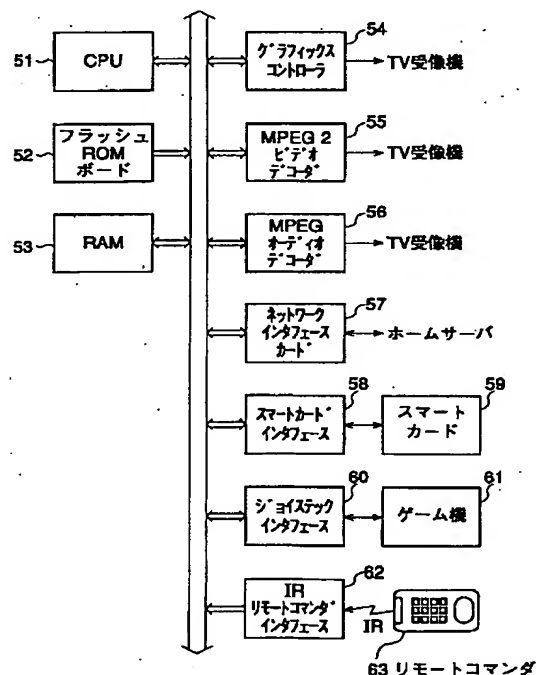 51
CPU
54
グラフィックス
コントローラ
TV受像機
52
フラッシュ
ROM
ボード
55
MPEG 2
ビデオ
デコーダ
TV受像機
53
RAM
56
MPEG
オーディオ
デコーダ
TV受像機
57
ネットワーク
インタフェース
カード
ホームサーバ
58
スマートカード
インタフェース
59
スマート
カード
60
ジョイステック
インタフェース
61
ゲーム機
62
IR
リモートコマンダ
インタフェース
IR
63 リモートコマンダ